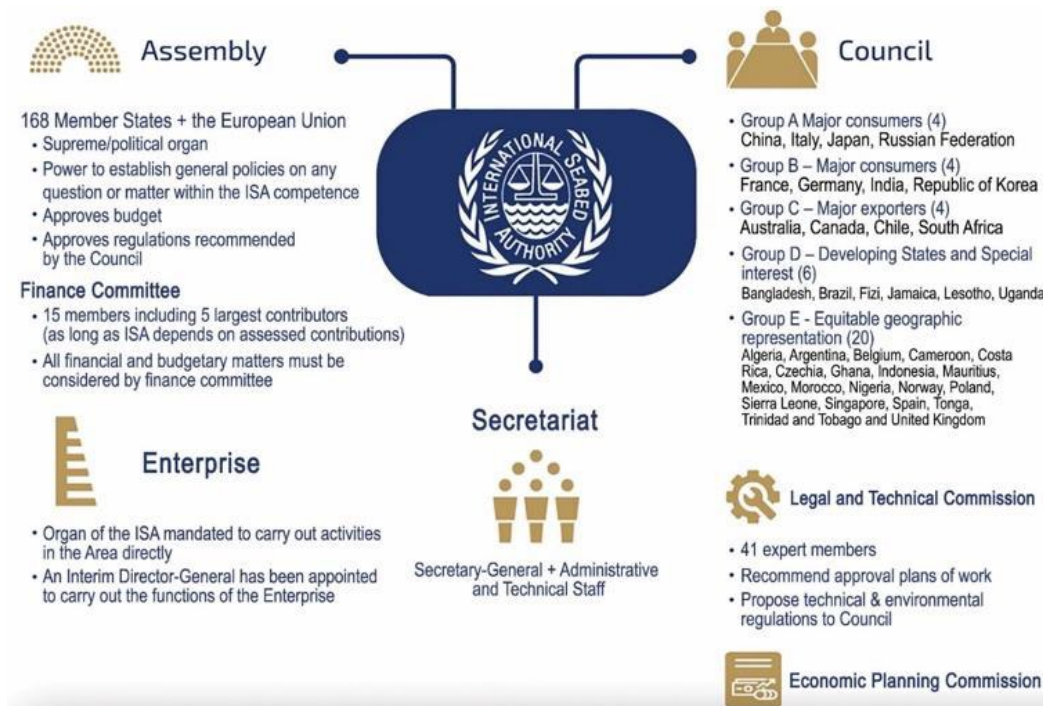 Assembly
168 Member States + the European Union
• Supreme/political organ
• Power to establish general policies on any
question or matter within the ISA competence
• Approves budget
• Approves regulations recommended
by the Council
Finance Committee
• 15 members including 5 largest contributors
(as long as ISA depends on assessed contributions)
• All financial and budgetary matters must be
considered by finance committee
Enterprise
• Organ of the ISA mandated to carry out activities
in the Area directly
• An Interim Director-General has been appointed
to carry out the functions of the Enterprise
INTERNATIONAL SEABED
AUTHORITY
Secretariat
Secretary-General + Administrative
and Technical Staff
Council
• Group A Major consumers (4)
China, Italy, Japan, Russian Federation
• Group B – Major consumers (4)
France, Germany, India, Republic of Korea
• Group C – Major exporters (4)
Australia, Canada, Chile, South Africa
• Group D – Developing States and Special
interest (6)
Bangladesh, Brazil, Fizi, Jamaica, Lesotho, Uganda
• Group E - Equitable geographic
representation (20)
Algeria, Argentina, Belgium, Cameroon, Costa
Rica, Czechia, Ghana, Indonesia, Mauritius,
Mexico, Morocco, Nigeria, Norway, Poland,
Sierra Leone, Singapore, Spain, Tonga,
Trinidad and Tobago and United Kingdom
Legal and Technical Commission
• 41 expert members
• Recommend approval plans of work
• Propose technical & environmental
regulations to Council
Economic Planning Commission